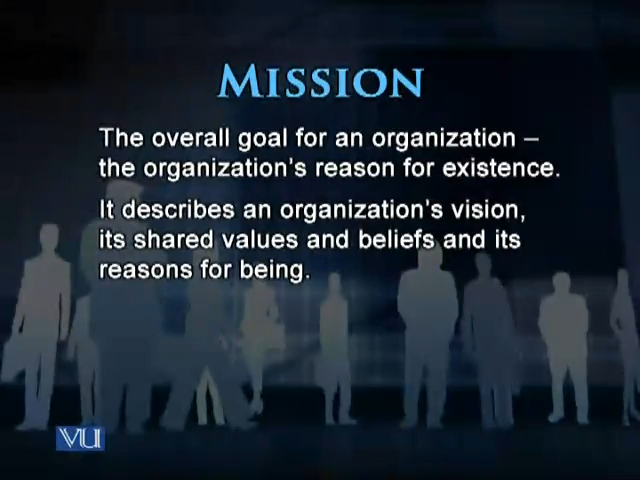 MISSION
The overall goal for an organization –
the organization's reason for existence.
It describes an organization's vision,
its shared values and beliefs and its
reasons for being.
VU